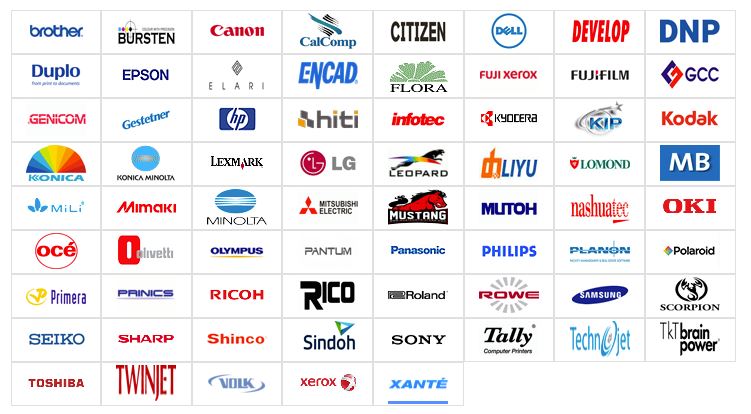 brother
COLOUR WITH PRECISION
BURSTEN
Canon
CalComp
CITIZEN
DELL
DEVELOP
DNP
Duplo
from print to documents
EPSON
ELARI
ENCAD
FLORA
FUJI XEROX
FUJIFILM
GCC
GENICOM
Gestetner
hp
hiti
infotec
KYOCERA
KIP
Kodak
KONICA
KONICA MINOLTA
LEXMARK
LG
LEOPARD
LIYU
LOMOND
MB
MiLi
MIMAKI
MINOLTA
MITSUBISHI
ELECTRIC
MUSTANG
MUTOH
nashuatec
OKI
océ
olivetti
OLYMPUS
PANTUM
Panasonic
PHILIPS
PLANON
Polaroid
Primera
PRINICS
RICOH
RICO
Roland
ROWE
SAMSUNG
SCORPION
SEIKO
SHARP
Shinco
Sindoh
SONY
Tally
Computer Printers
Technojet
TkT brain
power
TOSHIBA
TWINJET
VOLK
xerox
XANTÉ